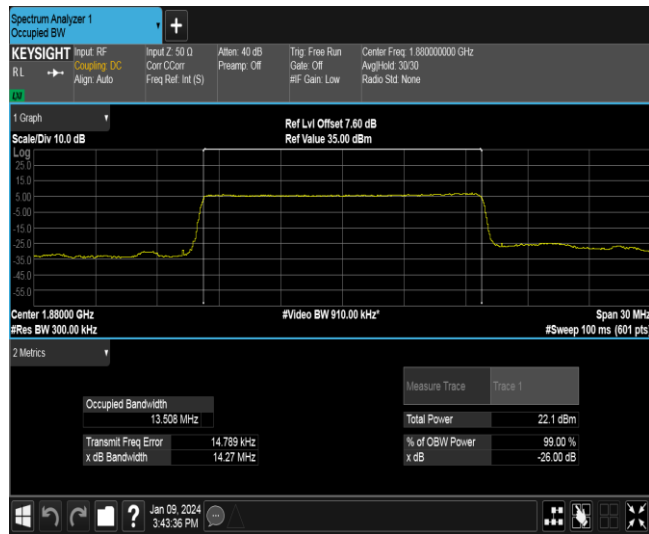 Spectrum Analyzer 1
Occupied BW
+
KEYSIGHT Input: RF Input Z: 50 Ω Atten: 40 dB Trig: Free Run Center Freq: 1.880000000 GHz
RL Coupling: DC Corr CCorr Preamp: Off Gate: Off Avg|Hold: 30/30
Align: Auto Freq Ref: Int (S) #IF Gain: Low Radio Std: None
1 Graph
Ref Lvl Offset 7.60 dB
Scale/Div 10.0 dB Ref Value 35.00 dBm
Log
25.0
15.0
5.00
-5.00
-15.0
-25.0
-35.0
-45.0
-55.0
Center 1.88000 GHz #Video BW 910.00 kHz* Span 30 MHz
#Res BW 300.00 kHz #Sweep 100 ms (601 pts)
2 Metrics
Measure Trace Trace 1
Occupied Bandwidth
13.508 MHz Total Power 22.1 dBm
Transmit Freq Error 14.789 kHz % of OBW Power 99.00 %
x dB Bandwidth 14.27 MHz x dB -26.00 dB
? Jan 09, 2024
3:43:36 PM